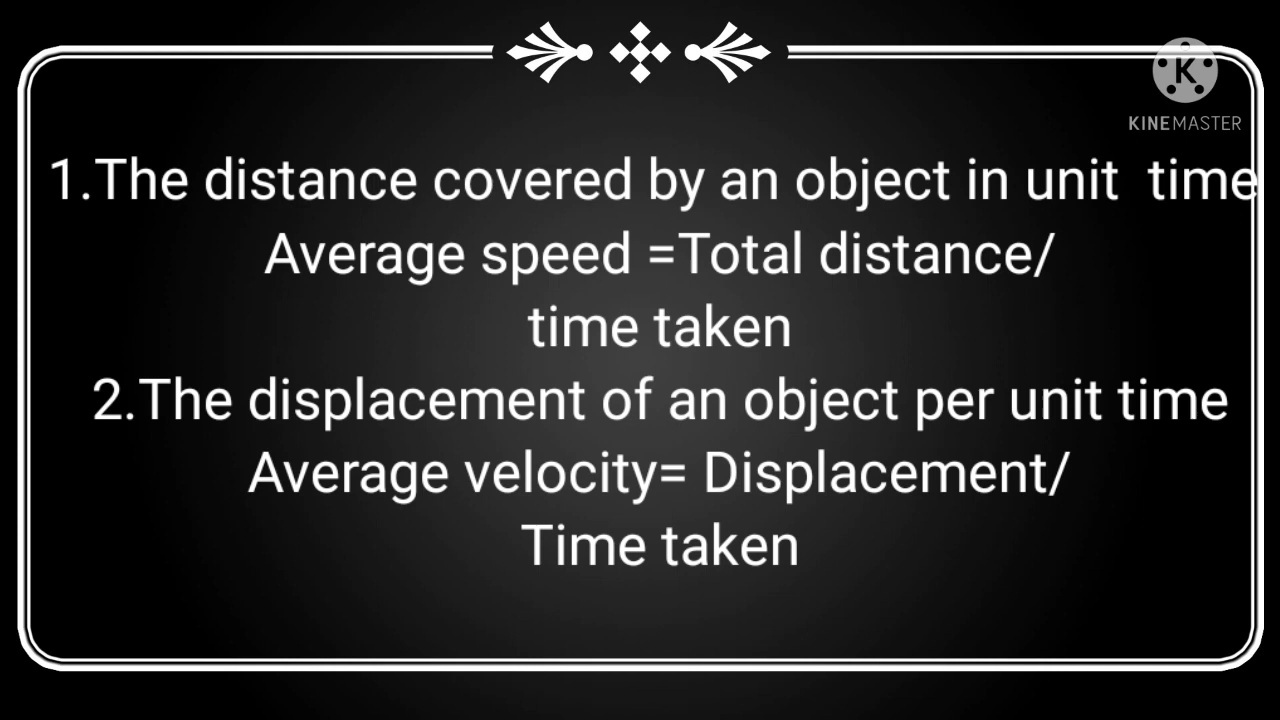 K
KINEMASTER
1.The distance covered by an object in unit  time
Average speed =Total distance/
time taken
2.The displacement of an object per unit time
Average velocity= Displacement/
Time taken